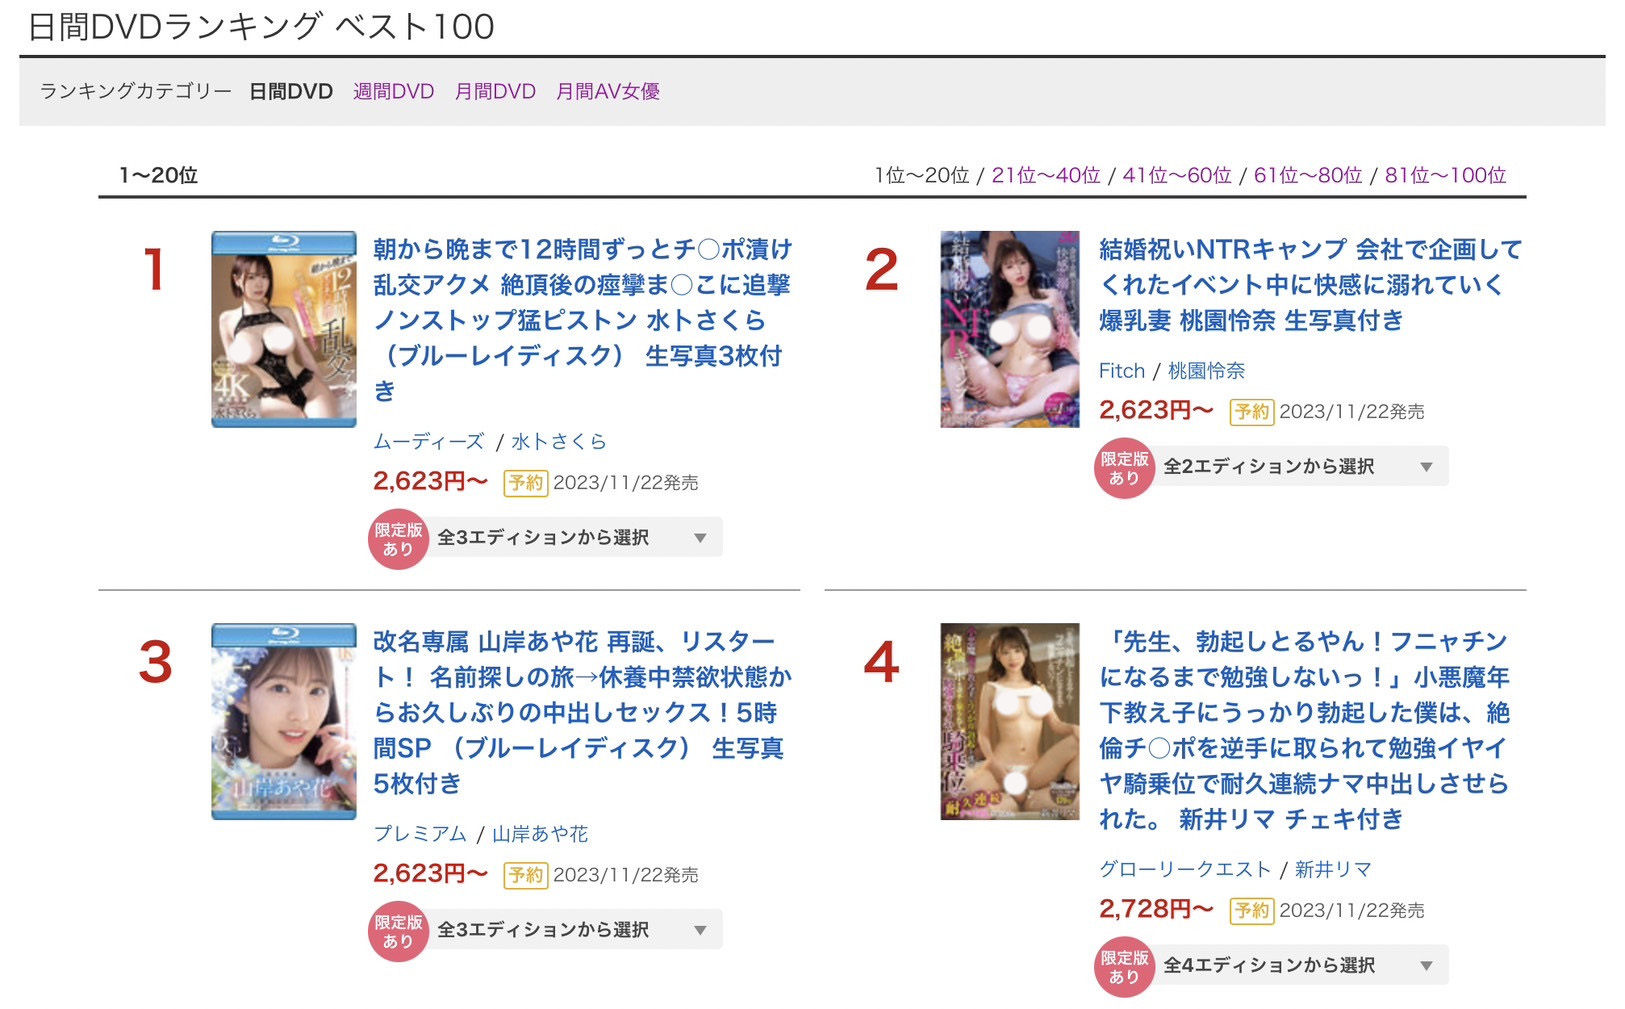 日間DVDランキング ベスト100
ランキングカテゴリー 日間DVD 週間DVD 月間DVD 月間AV女優
1〜20位
1位〜20位 / 21位〜40位 / 41位〜60位 / 61位〜80位 / 81位〜100位
1
朝から晩まで12時間ずっとチ◯ポ漬け
乱交アクメ 絶頂後の痙攣ま◯こに追撃
ノンストップ猛ピストン 水卜さくら
（ブルーレイディスク） 生写真3枚付
き
ムーディーズ / 水卜さくら
2,623円〜 予約 2023/11/22発売
限定版
あり
全3エディションから選択 ▼
2
結婚祝いNTRキャンプ 会社で企画して
くれたイベント中に快感に溺れていく
爆乳妻 桃園怜奈 生写真付き
Fitch / 桃園怜奈
2,623円〜 予約 2023/11/22発売
限定版
あり
全2エディションから選択 ▼
3
改名専属 山岸あや花 再誕、リスター
ト！ 名前探しの旅→休養中禁欲状態か
らお久しぶりの中出しセックス！5時
間SP （ブルーレイディスク） 生写真
5枚付き
プレミアム / 山岸あや花
2,623円〜 予約 2023/11/22発売
限定版
あり
全3エディションから選択 ▼
山岸あや花
4
「先生、勃起しとるやん！フニャチン
になるまで勉強しないっ！」小悪魔年
下教え子にうっかり勃起した僕は、絶
倫チ◯ポを逆手に取られて勉強イヤイ
ヤ騎乗位で耐久連続ナマ中出しさせら
れた。 新井リマ チェキ付き
グローリークエスト / 新井リマ
2,728円〜 予約 2023/11/22発売
限定版
あり
全4エディションから選択 ▼